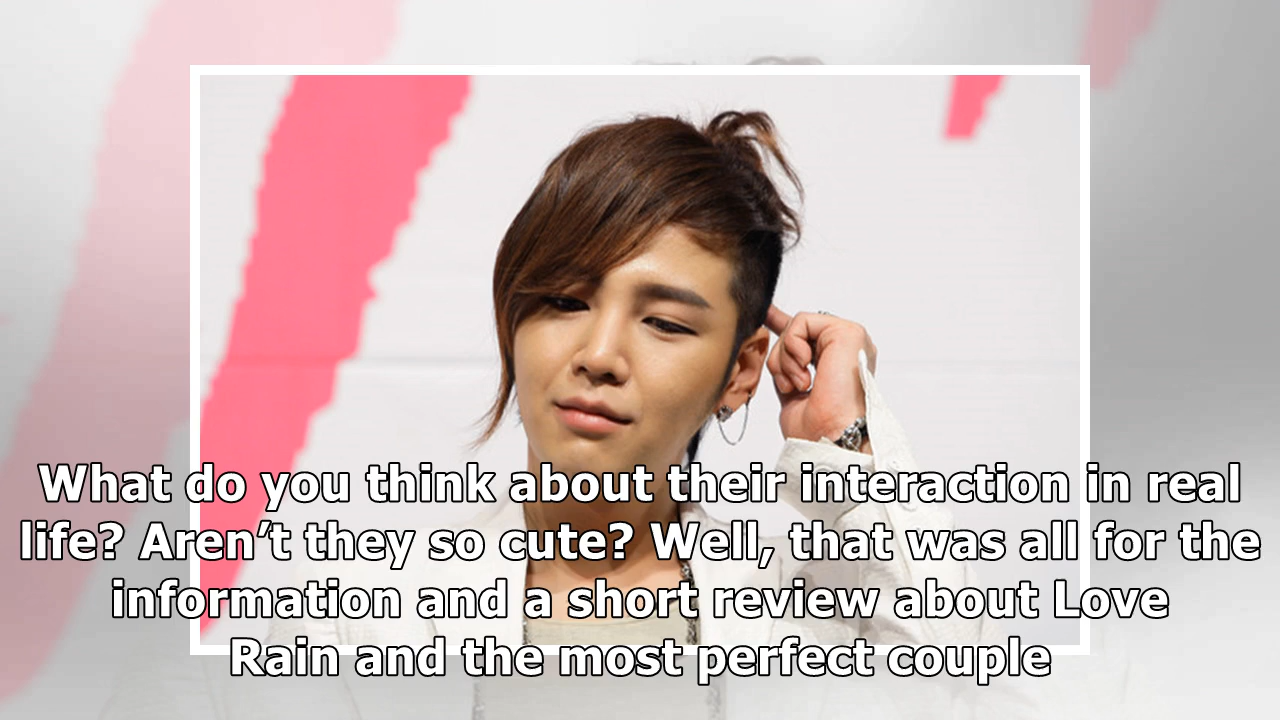 What do you think about their interaction in real
life? Aren’t they so cute? Well, that was all for the
information and a short review about Love
Rain and the most perfect couple